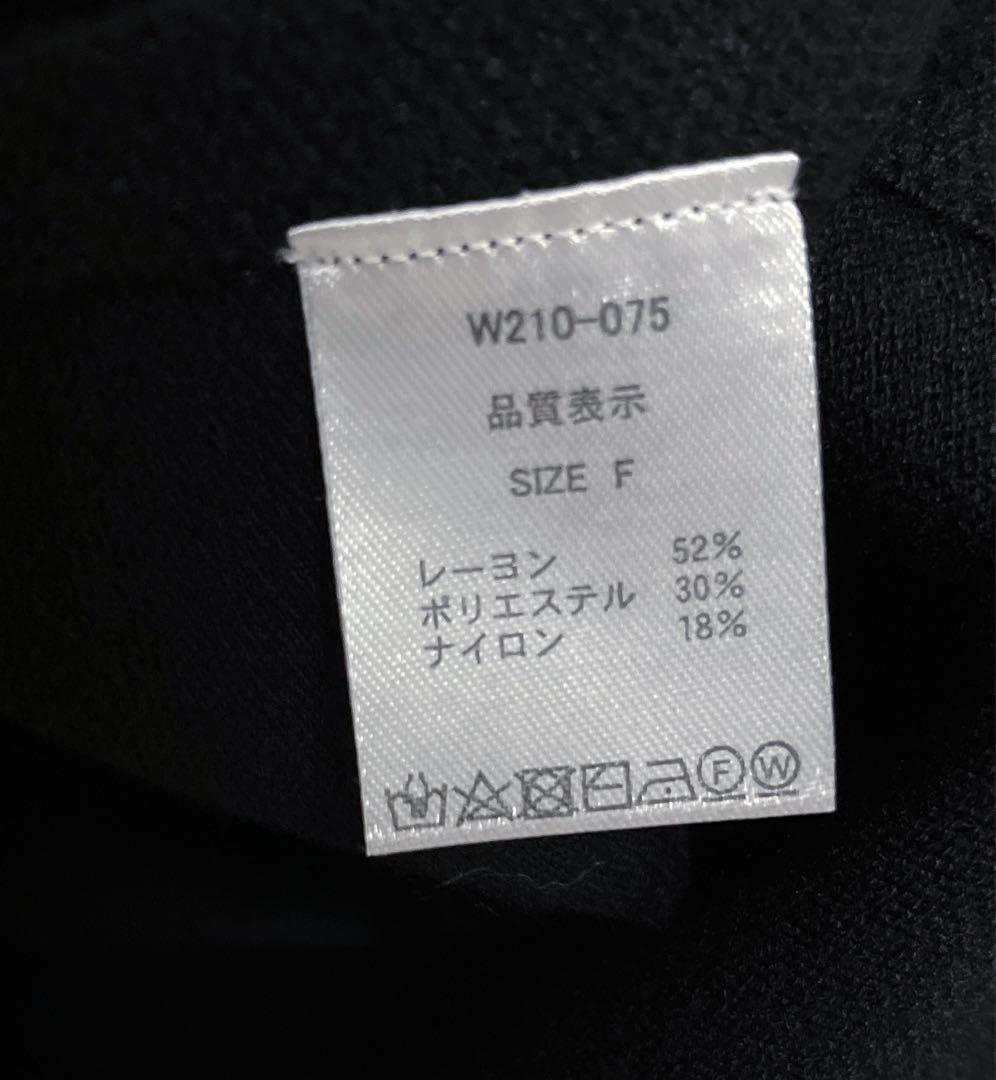 W210-075
品質表示
SIZE F
レーヨン 52%
ポリエステル 30%
ナイロン 18%
F W